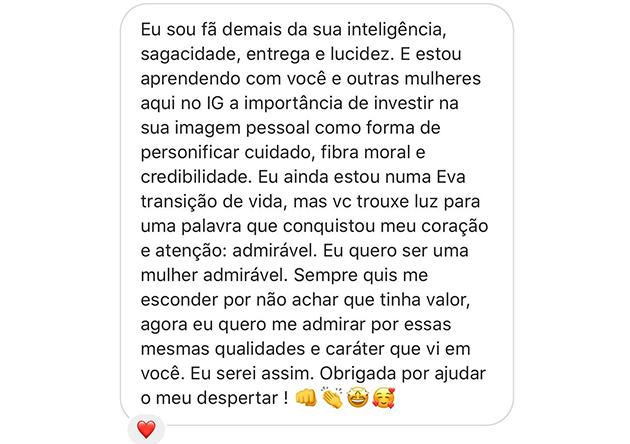 Eu sou fã demais da sua inteligência,
sagacidade, entrega e lucidez. E estou
aprendendo com você e outras mulheres
aqui no IG a importância de investir na
sua imagem pessoal como forma de
personificar cuidado, fibra moral e
credibilidade. Eu ainda estou numa Eva
transição de vida, mas vc trouxe luz para
uma palavra que conquistou meu coração
e atenção: admirável. Eu quero ser uma
mulher admirável. Sempre quis me
esconder por não achar que tinha valor,
agora eu quero me admirar por essas
mesmas qualidades e caráter que vi em
você. Eu serei assim. Obrigada por ajudar
o meu despertar ! 👊👏🤩🥰